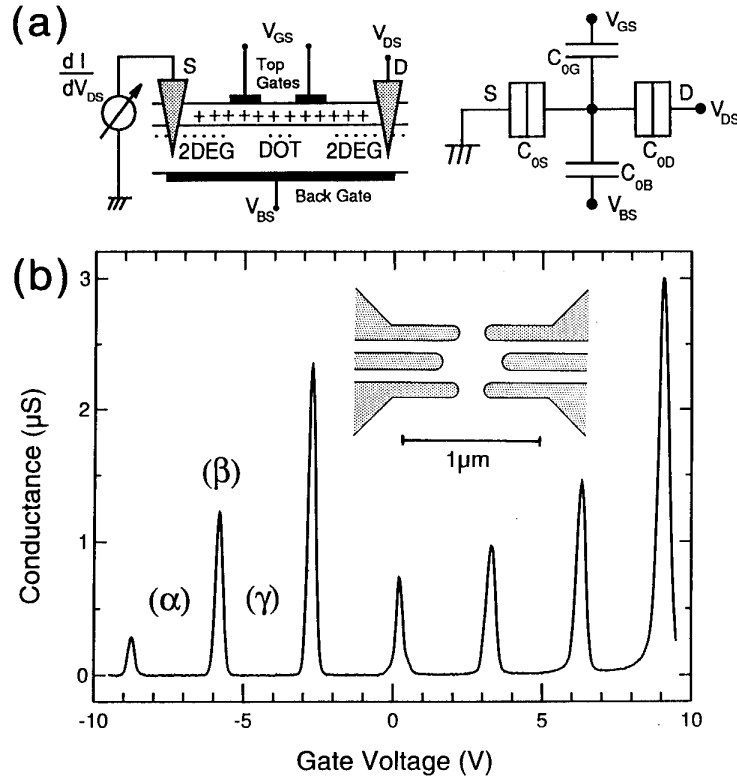 (a)
V_GS
V_DS
dI
dV_DS
S
Top
Gates
D
+++++++++++++
2DEG DOT 2DEG
V_BS
Back Gate
V_GS
C_0G
S
D
V_DS
C_0S
C_0D
C_0B
V_BS
(b)
Conductance (µS)
3
2
1
0
(α)
(β)
(γ)
1µm
-10 -5 0 5 10
Gate Voltage (V)